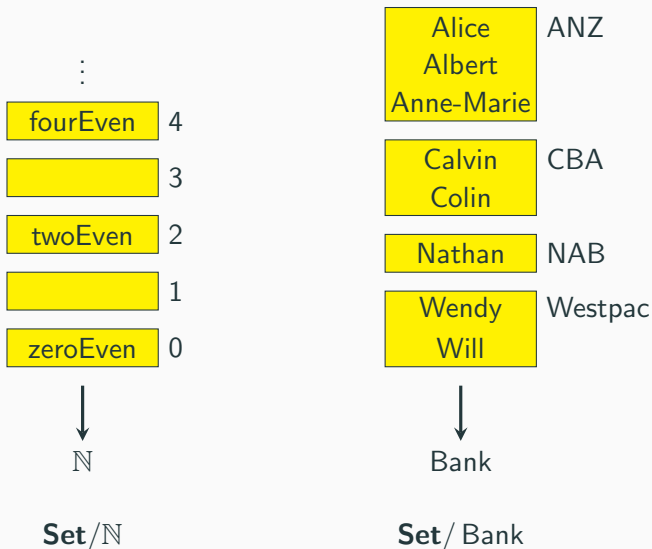 ⋮
fourEven 4
3
twoEven 2
1
zeroEven 0
ℕ
Set/ℕ
Alice ANZ
Albert
Anne-Marie
Calvin CBA
Colin
Nathan NAB
Wendy Westpac
Will
Bank
Set/ Bank